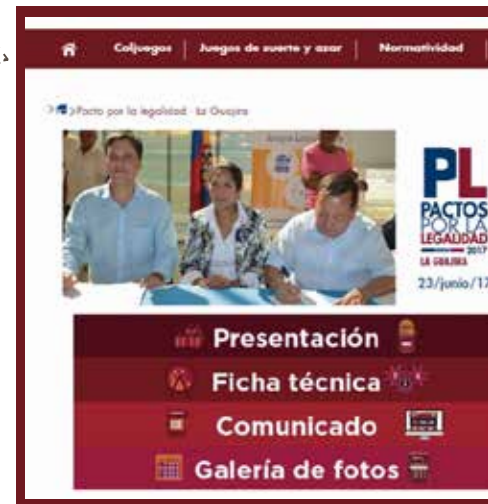 Coljuegos | Juegos de suerte y azar | Normatividad |
> > Pacto por la legalidad - La Guajira
PL
PACTOS
POR LA
LEGALIDAD
2017
LA GUAJIRA
23/junio/17
Presentación
Ficha técnica
Comunicado
Galería de fotos